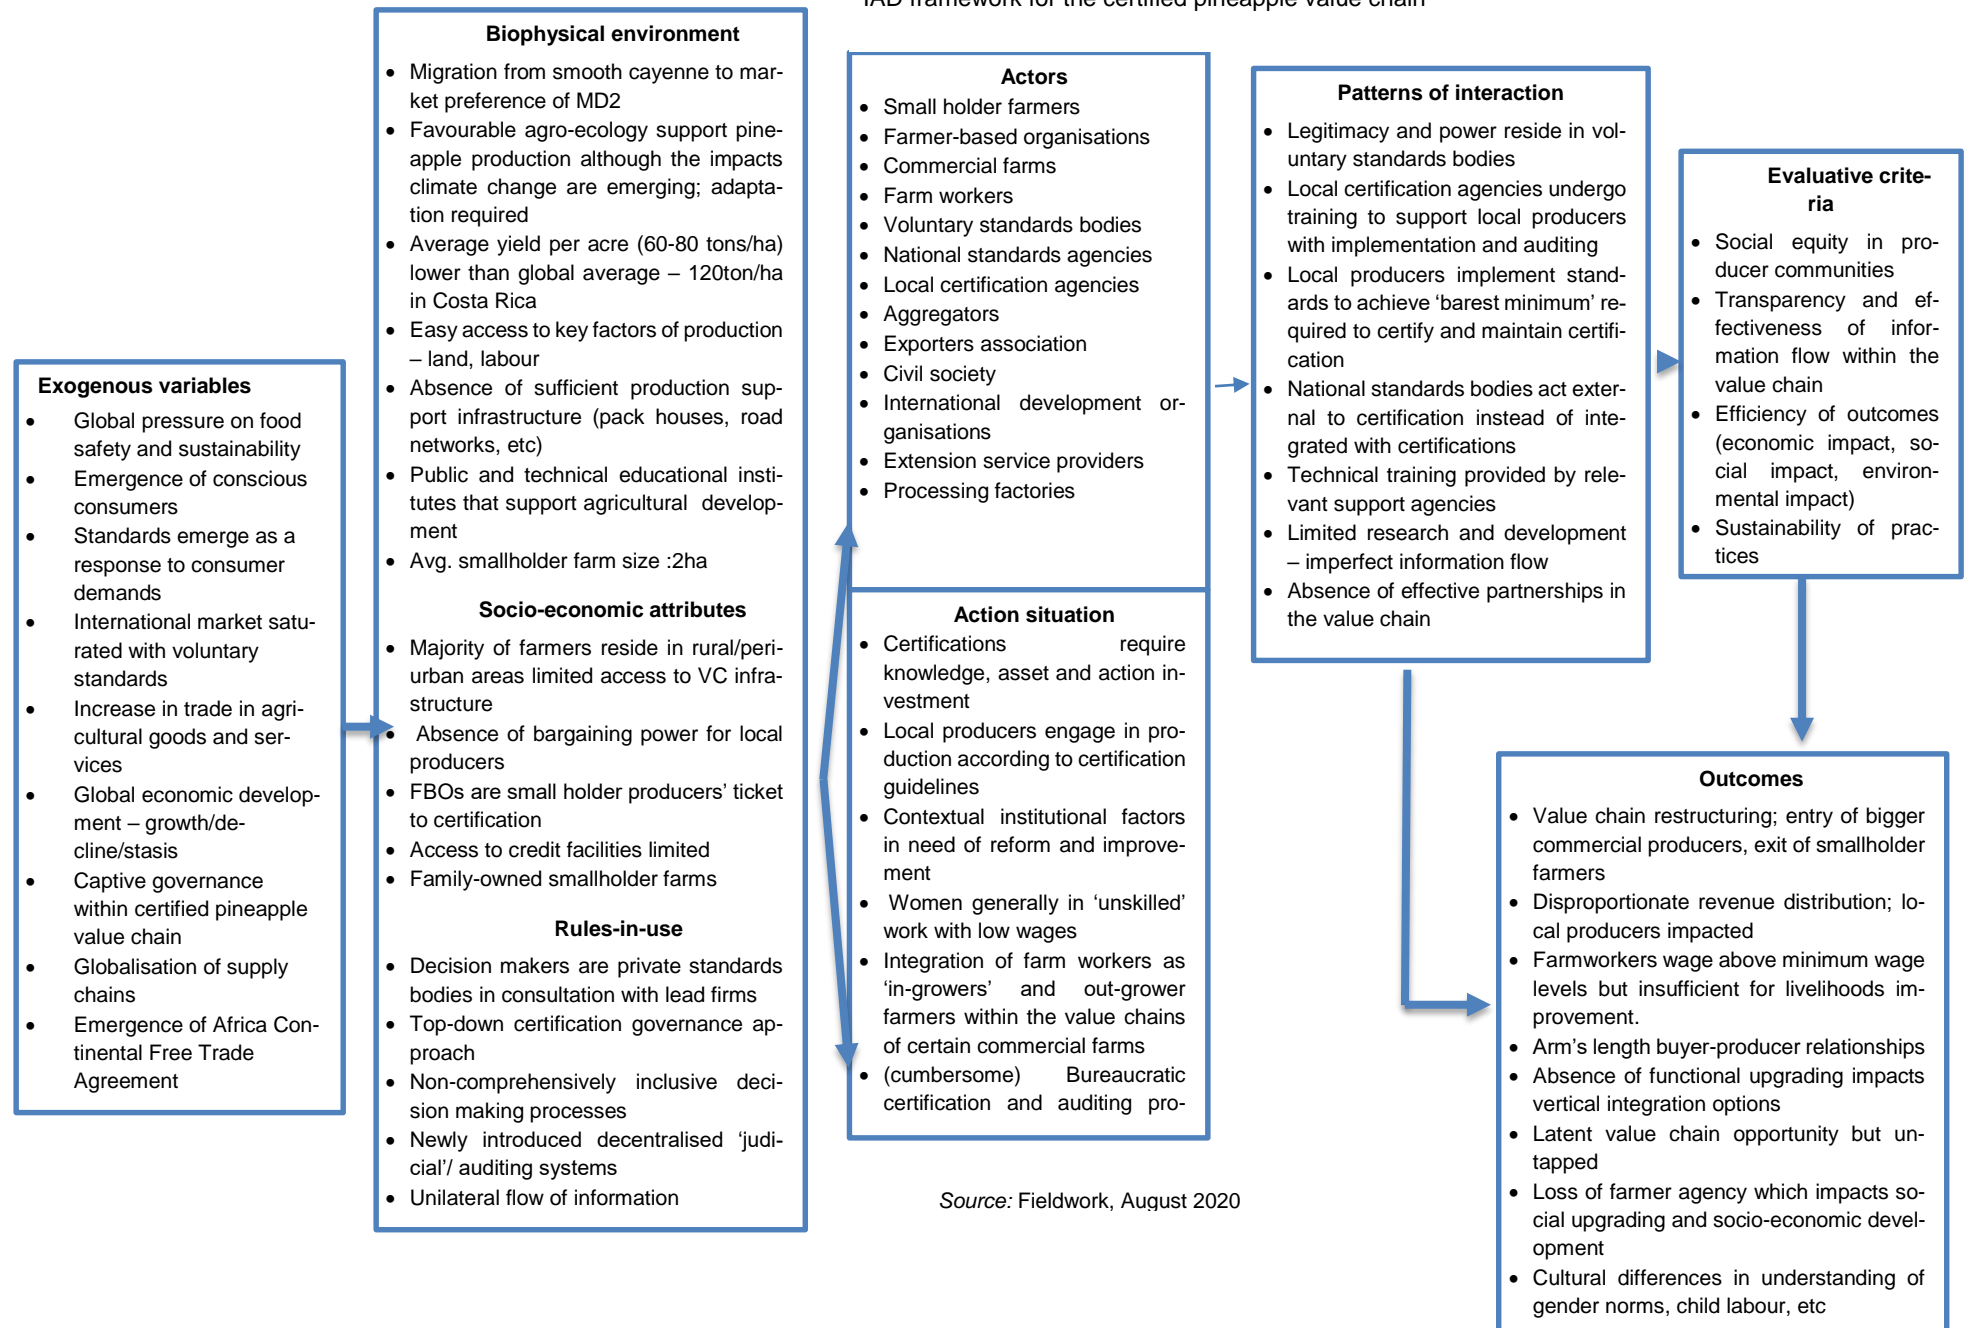 IAD framework for the certified pineapple value chain
Exogenous variables
• Global pressure on food
safety and sustainability
• Emergence of conscious
consumers
• Standards emerge as a
response to consumer
demands
• International market satu-
rated with voluntary
standards
• Increase in trade in agri-
cultural goods and ser-
vices
• Global economic develop-
ment – growth/de-
cline/stasis
• Captive governance
within certified pineapple
value chain
• Globalisation of supply
chains
• Emergence of Africa Con-
tinental Free Trade
Agreement
Biophysical environment
• Migration from smooth cayenne to mar-
ket preference of MD2
• Favourable agro-ecology support pine-
apple production although the impacts
climate change are emerging; adapta-
tion required
• Average yield per acre (60-80 tons/ha)
lower than global average – 120ton/ha
in Costa Rica
• Easy access to key factors of production
– land, labour
• Absence of sufficient production sup-
port infrastructure (pack houses, road
networks, etc)
• Public and technical educational insti-
tutes that support agricultural develop-
ment
• Avg. smallholder farm size :2ha
Socio-economic attributes
• Majority of farmers reside in rural/peri-
urban areas limited access to VC infra-
structure
• Absence of bargaining power for local
producers
• FBOs are small holder producers’ ticket
to certification
• Access to credit facilities limited
• Family-owned smallholder farms
Rules-in-use
• Decision makers are private standards
bodies in consultation with lead firms
• Top-down certification governance ap-
proach
• Non-comprehensively inclusive deci-
sion making processes
• Newly introduced decentralised ‘judi-
cial’/ auditing systems
• Unilateral flow of information
Actors
• Small holder farmers
• Farmer-based organisations
• Commercial farms
• Farm workers
• Voluntary standards bodies
• National standards agencies
• Local certification agencies
• Aggregators
• Exporters association
• Civil society
• International development or-
ganisations
• Extension service providers
• Processing factories
Action situation
• Certifications require
knowledge, asset and action in-
vestment
• Local producers engage in pro-
duction according to certification
guidelines
• Contextual institutional factors
in need of reform and improve-
ment
• Women generally in ‘unskilled’
work with low wages
• Integration of farm workers as
‘in-growers’ and out-grower
farmers within the value chains
of certain commercial farms
• (cumbersome) Bureaucratic
certification and auditing pro-
Patterns of interaction
• Legitimacy and power reside in vol-
untary standards bodies
• Local certification agencies undergo
training to support local producers
with implementation and auditing
• Local producers implement stand-
ards to achieve ‘barest minimum’ re-
quired to certify and maintain certifi-
cation
• National standards bodies act exter-
nal to certification instead of inte-
grated with certifications
• Technical training provided by rele-
vant support agencies
• Limited research and development
– imperfect information flow
• Absence of effective partnerships in
the value chain
Evaluative crite-
ria
• Social equity in pro-
ducer communities
• Transparency and ef-
fectiveness of infor-
mation flow within the
value chain
• Efficiency of outcomes
(economic impact, so-
cial impact, environ-
mental impact)
• Sustainability of prac-
tices
Outcomes
• Value chain restructuring; entry of bigger
commercial producers, exit of smallholder
farmers
• Disproportionate revenue distribution; lo-
cal producers impacted
• Farmworkers wage above minimum wage
levels but insufficient for livelihoods im-
provement.
• Arm’s length buyer-producer relationships
• Absence of functional upgrading impacts
vertical integration options
• Latent value chain opportunity but un-
tapped
• Loss of farmer agency which impacts so-
cial upgrading and socio-economic devel-
opment
• Cultural differences in understanding of
gender norms, child labour, etc
Source: Fieldwork, August 2020